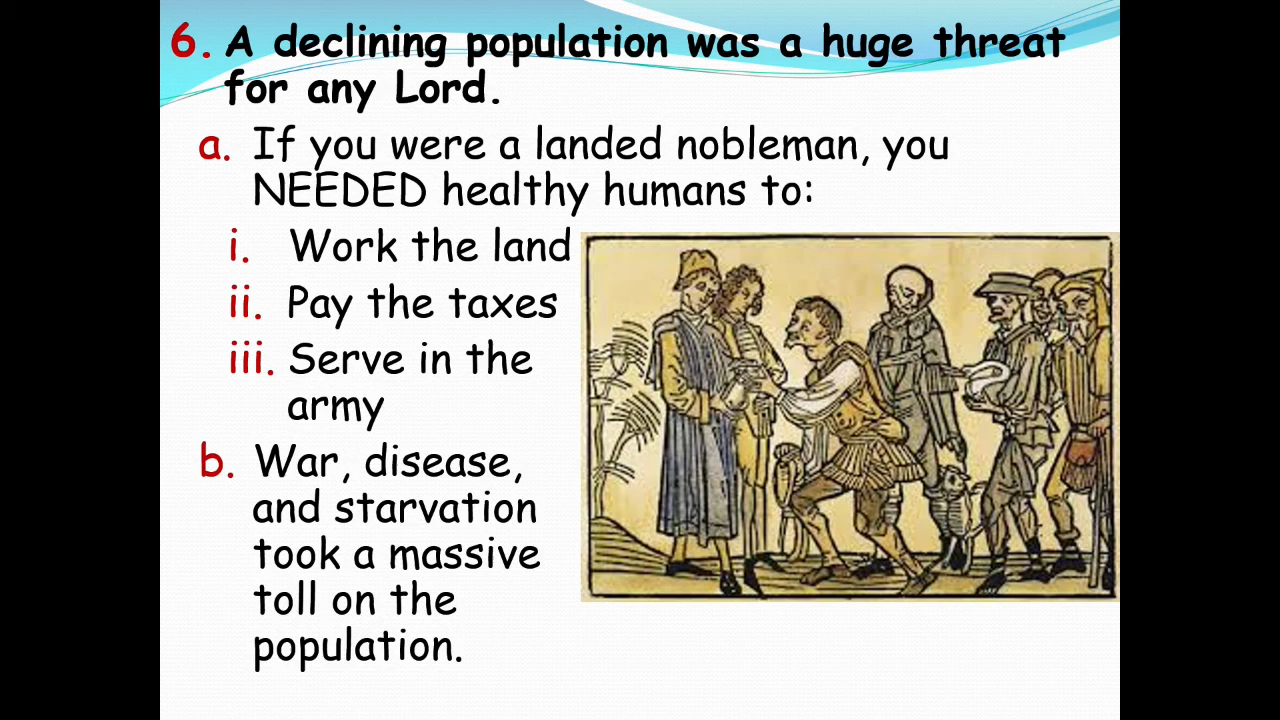 6. A declining population was a huge threat
for any Lord.
a. If you were a landed nobleman, you
NEEDED healthy humans to:
i. Work the land
ii. Pay the taxes
iii. Serve in the
army
b. War, disease,
and starvation
took a massive
toll on the
population.